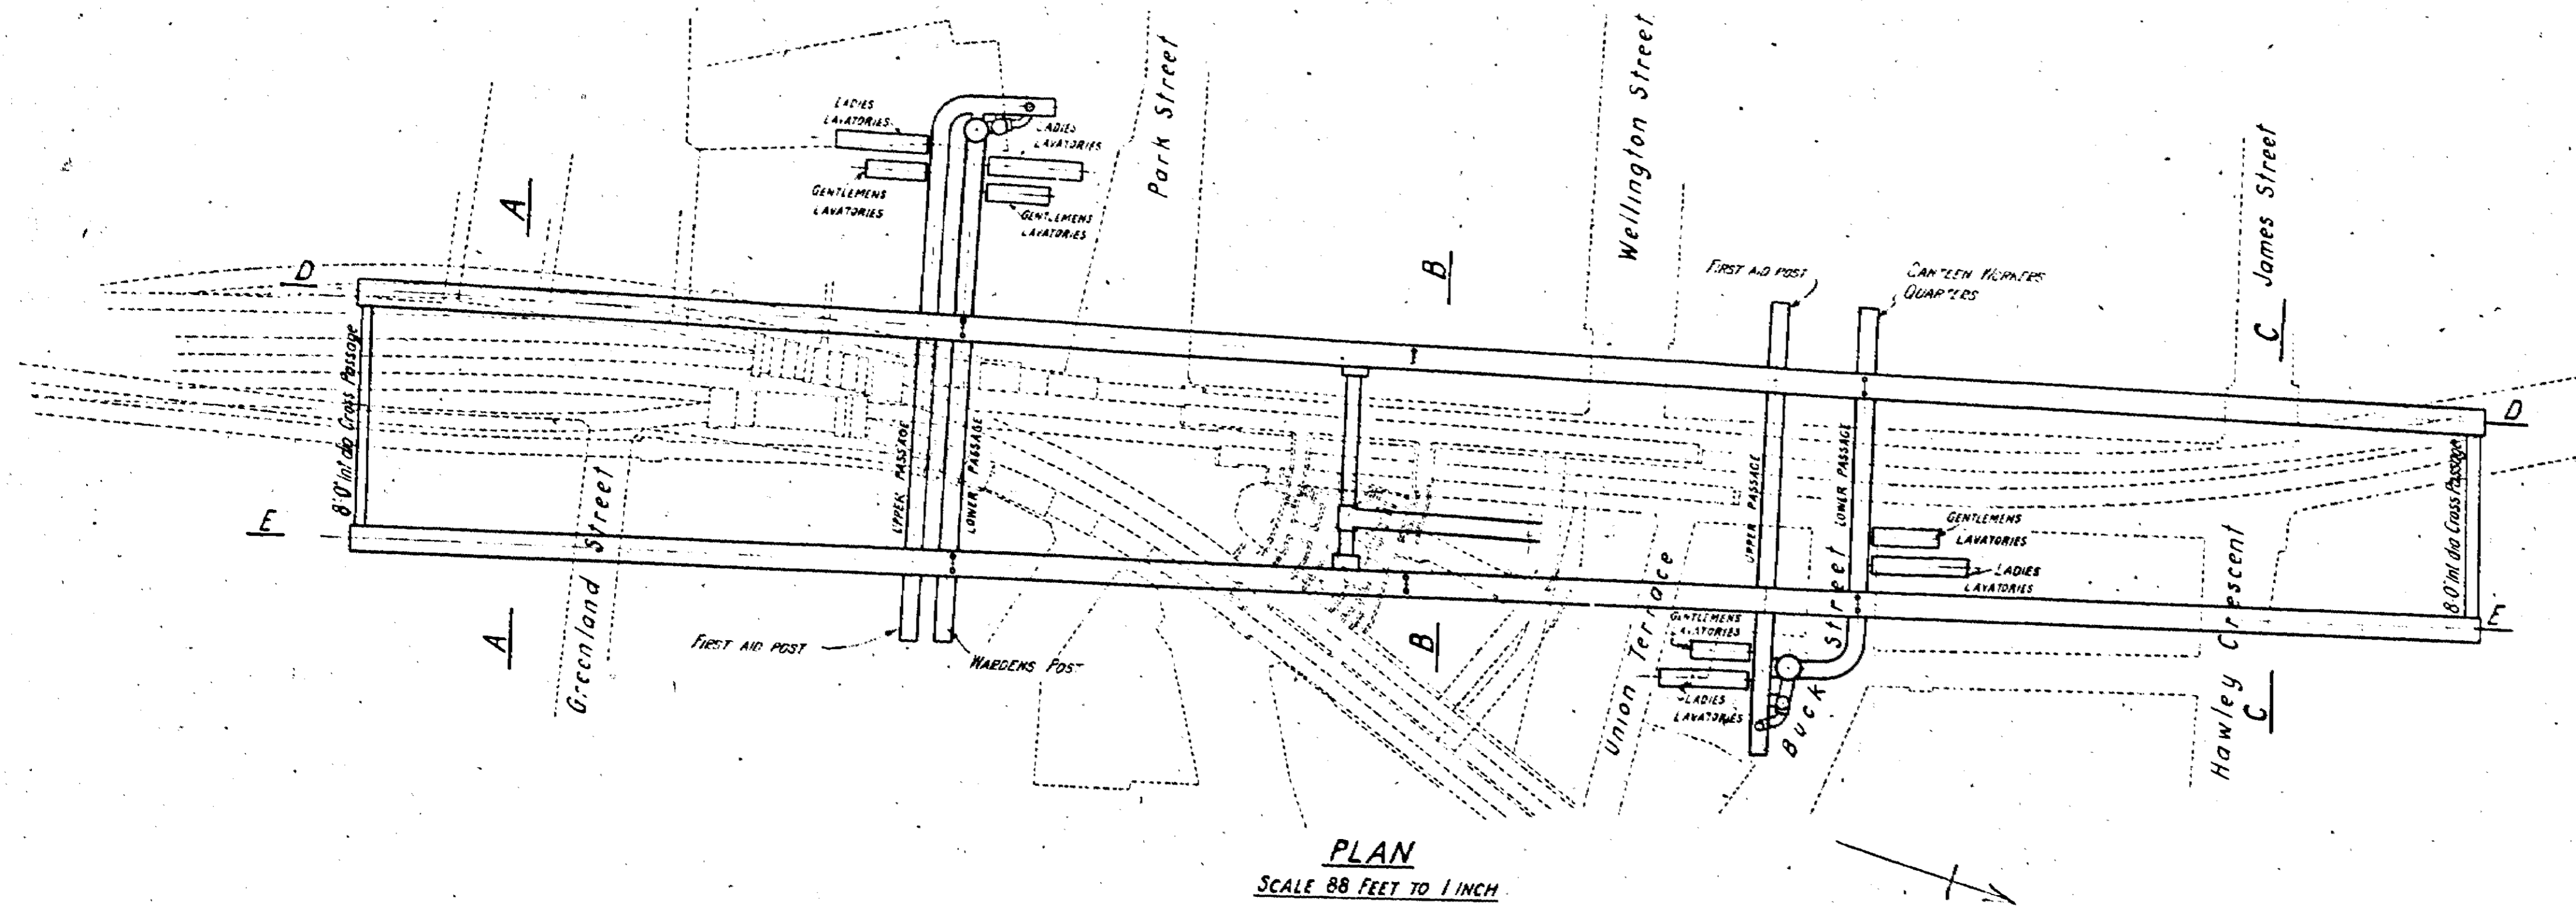 LADIES
LAVATORIES
LADIES
LAVATORIES
GENTLEMENS
LAVATORIES
GENTLEMENS
LAVATORIES
Park Street
Wellington Street
James Street
A
B
C
D
FIRST AID POST
CANTEEN WORKERS
QUARTERS
8'.0" int dia Cross Passage
UPPER PASSAGE
LOWER PASSAGE
UPPER PASSAGE
LOWER PASSAGE
D
8'.0" int dia Cross Passage
E
Greenland Street
GENTLEMENS
LAVATORIES
LADIES
LAVATORIES
E
A
FIRST AID POST
WARDENS POST
B
Union Terrace
GENTLEMENS
LAVATORIES
LADIES
LAVATORIES
Buck Street
Hawley Crescent
C
PLAN
SCALE 88 FEET TO 1 INCH